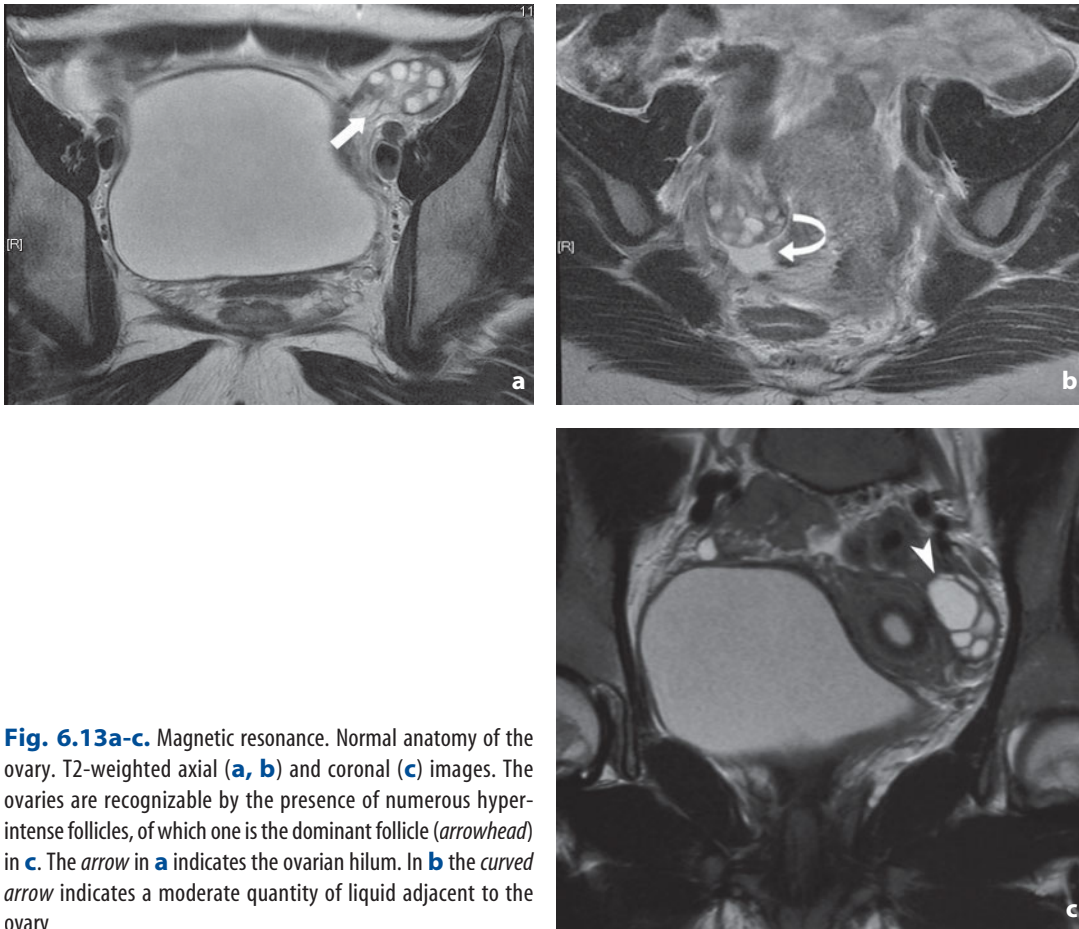 11
[R]
a
[R]
b
c
Fig. 6.13a-c. Magnetic resonance. Normal anatomy of the
ovary. T2-weighted axial (a, b) and coronal (c) images. The
ovaries are recognizable by the presence of numerous hyper-
intense follicles, of which one is the dominant follicle (arrowhead)
in c. The arrow in a indicates the ovarian hilum. In b the curved
arrow indicates a moderate quantity of liquid adjacent to the
ovary